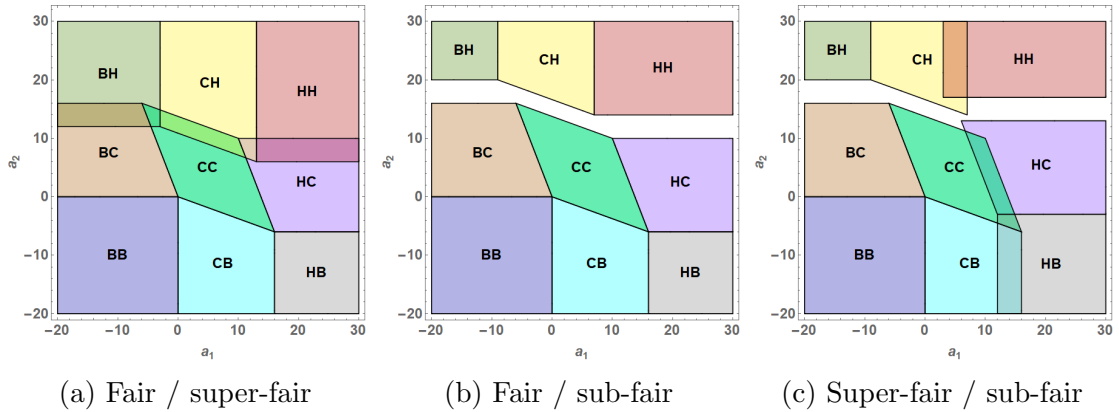 30
20
10
0
−10
−20
a2
BH
CH
HH
BC
CC
HC
BB
CB
HB
−20 −10 0 10 20 30
a1
(a) Fair / super-fair
30
20
10
0
−10
−20
a2
BH
CH
HH
BC
CC
HC
BB
CB
HB
−20 −10 0 10 20 30
a1
(b) Fair / sub-fair
30
20
10
0
−10
−20
a2
BH
CH
HH
BC
CC
HC
BB
CB
HB
−20 −10 0 10 20 30
a1
(c) Super-fair / sub-fair